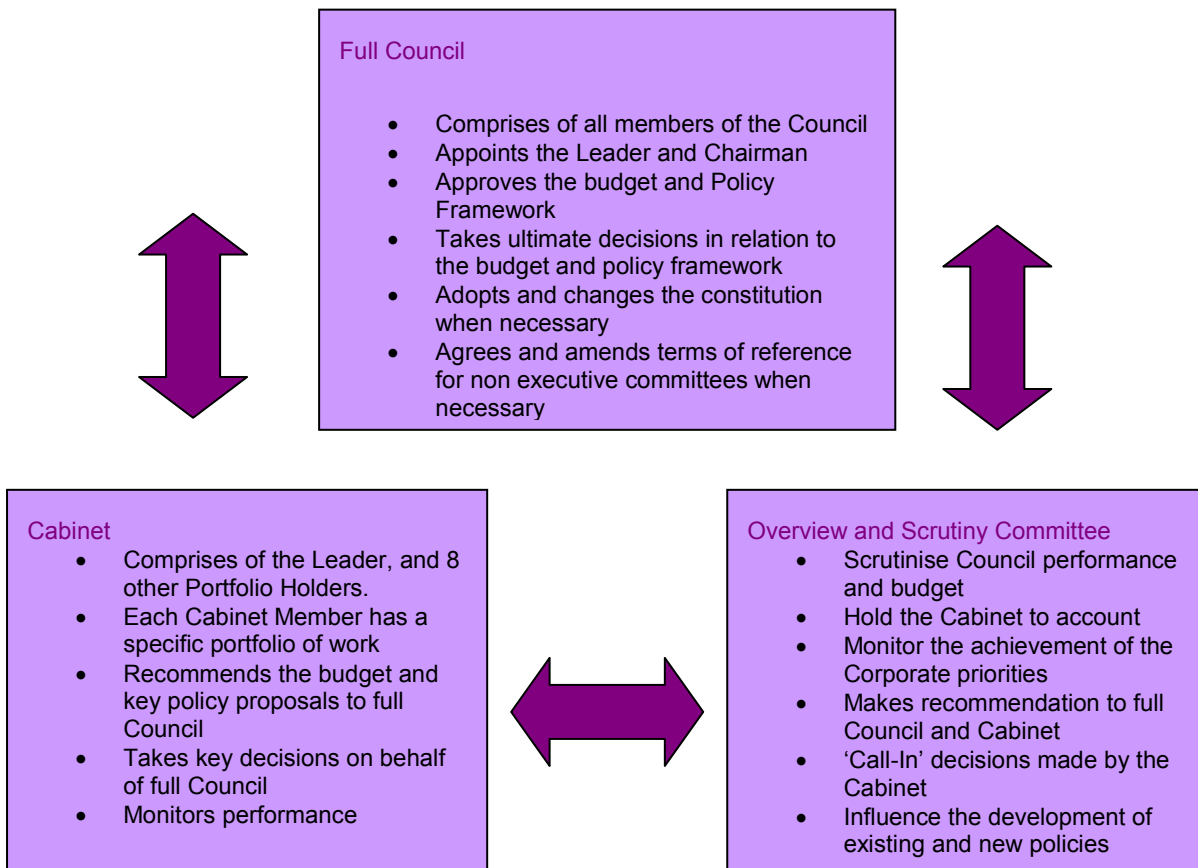 Full Council
• Comprises of all members of the Council
• Appoints the Leader and Chairman
• Approves the budget and Policy
Framework
• Takes ultimate decisions in relation to
the budget and policy framework
• Adopts and changes the constitution
when necessary
• Agrees and amends terms of reference
for non executive committees when
necessary
Cabinet
• Comprises of the Leader, and 8
other Portfolio Holders.
• Each Cabinet Member has a
specific portfolio of work
• Recommends the budget and
key policy proposals to full
Council
• Takes key decisions on behalf
of full Council
• Monitors performance
Overview and Scrutiny Committee
• Scrutinise Council performance
and budget
• Hold the Cabinet to account
• Monitor the achievement of the
Corporate priorities
• Makes recommendation to full
Council and Cabinet
• ‘Call-In’ decisions made by the
Cabinet
• Influence the development of
existing and new policies